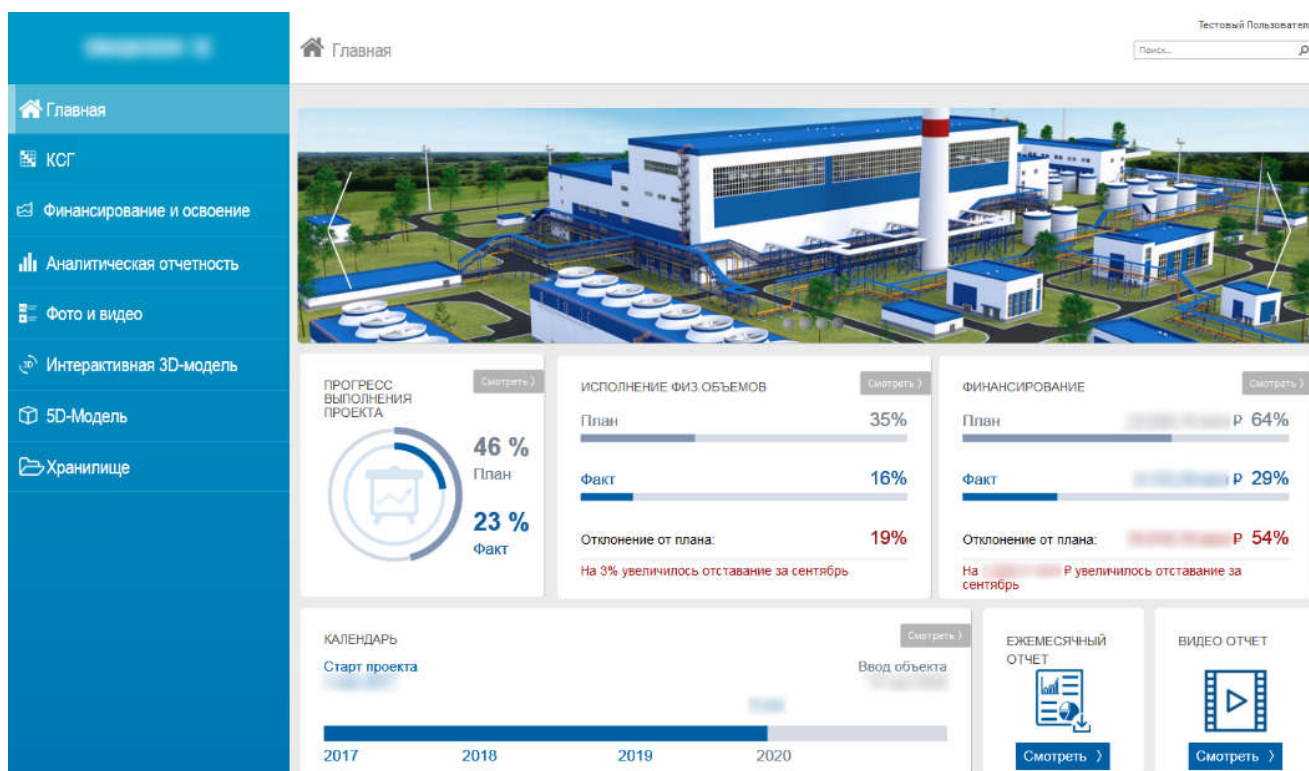 Тестовый Пользовател
Главная
Поиск...
Главная
КСГ
Финансирование и освоение
Аналитическая отчетность
Фото и видео
Интерактивная 3D-модель
5D-Модель
Хранилище
ПРОГРЕСС
ВЫПОЛНЕНИЯ
ПРОЕКТА
Смотреть 〉
46 %
План
23 %
Факт
ИСПОЛНЕНИЕ ФИЗ.ОБЪЕМОВ
Смотреть 〉
План 35%
Факт 16%
Отклонение от плана: 19%
На 3% увеличилось отставание за сентябрь
ФИНАНСИРОВАНИЕ
Смотреть 〉
План ₽ 64%
Факт ₽ 29%
Отклонение от плана: ₽ 54%
На ₽ увеличилось отставание за
сентябрь
КАЛЕНДАРЬ
Смотреть 〉
Старт проекта Ввод объекта
2017 2018 2019 2020
ЕЖЕМЕСЯЧНЫЙ
ОТЧЕТ
Смотреть 〉
ВИДЕО ОТЧЕТ
Смотреть 〉